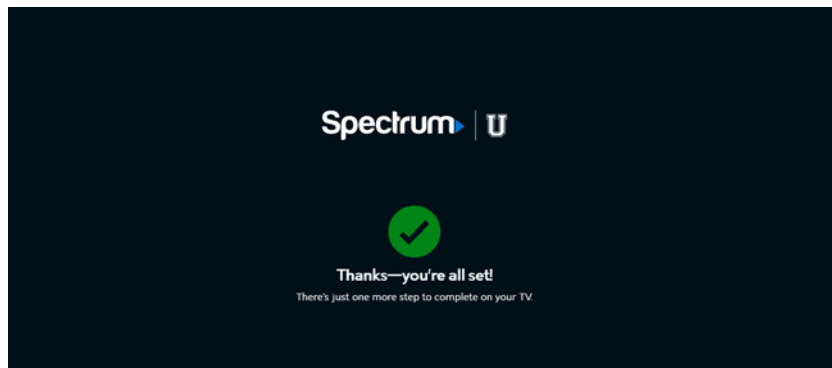 Spectrum U
Thanks—you're all set!
There's just one more step to complete on your TV.